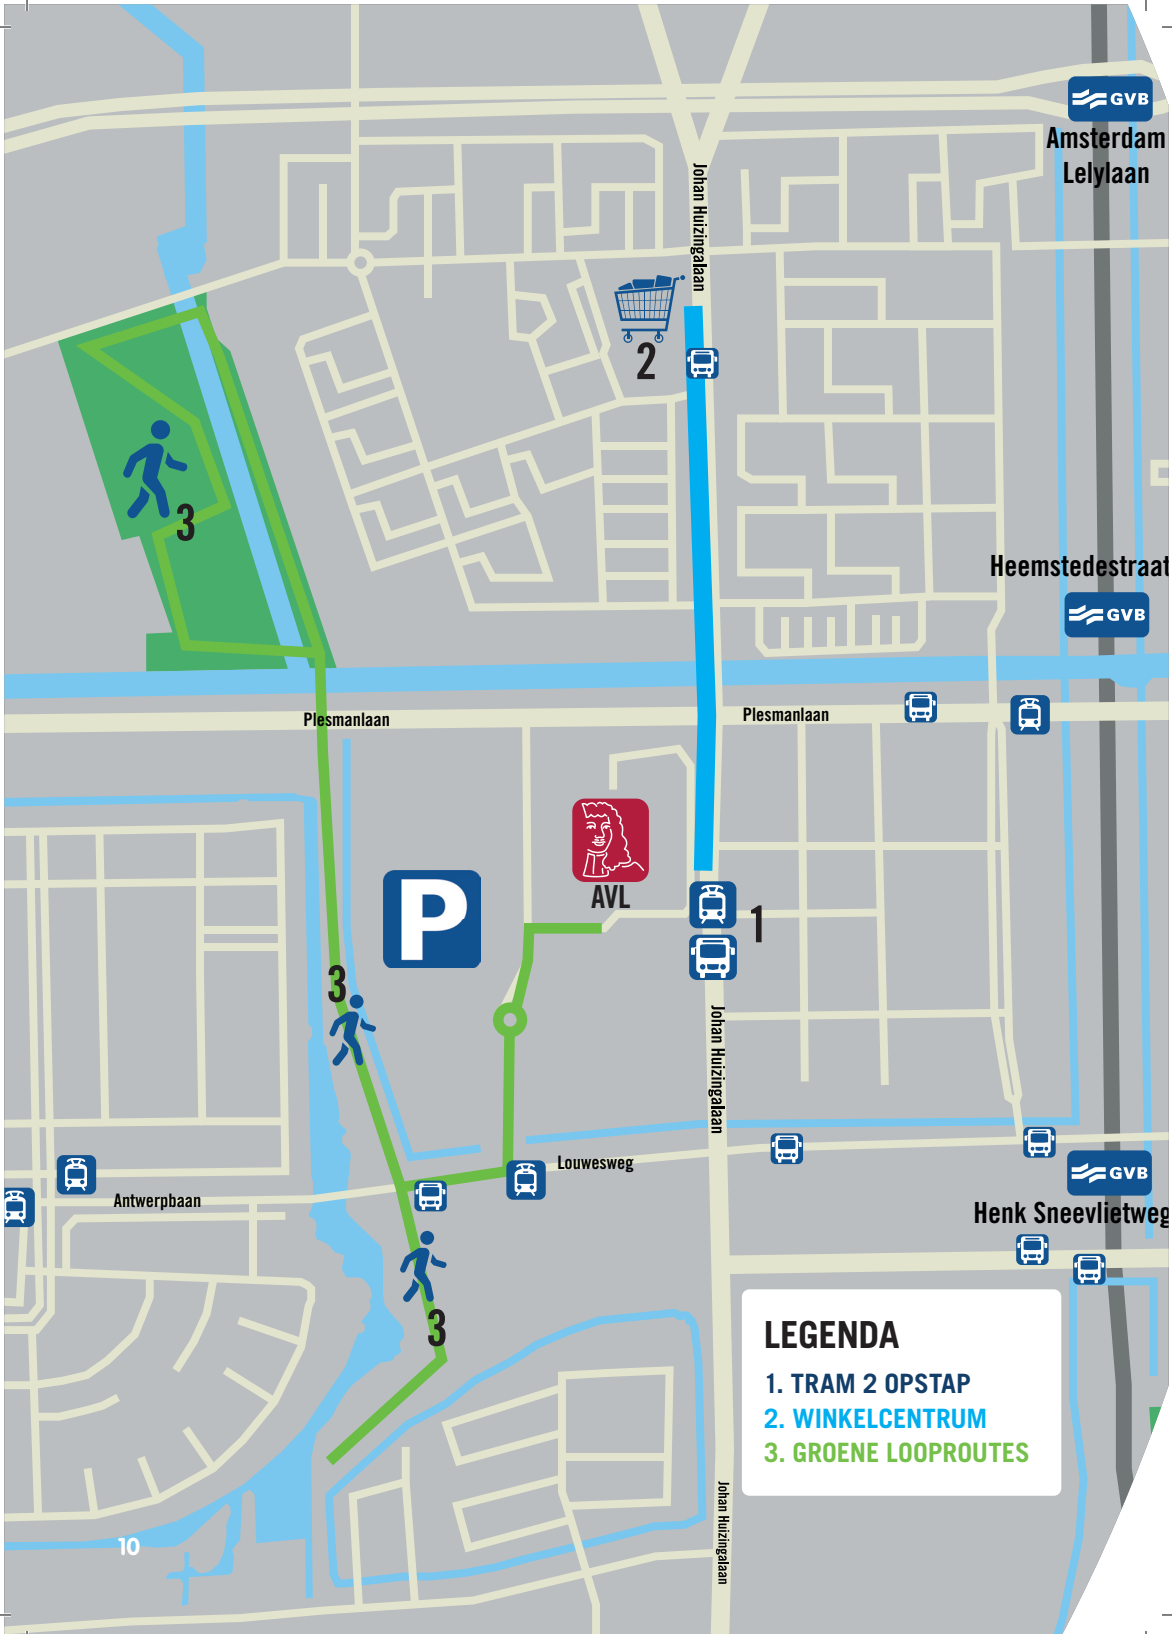 GVB
Amsterdam
Lelylaan
Johan Huizingalaan
2
3
Heemstedestraat
GVB
Plesmanlaan
Plesmanlaan
P
AVL
1
3
Johan Huizingalaan
Louwesweg
Antwerpbaan
GVB
Henk Sneevlietweg
3
LEGENDA
1. TRAM 2 OPSTAP
2. WINKELCENTRUM
3. GROENE LOOPROUTES
Johan Huizingalaan
10